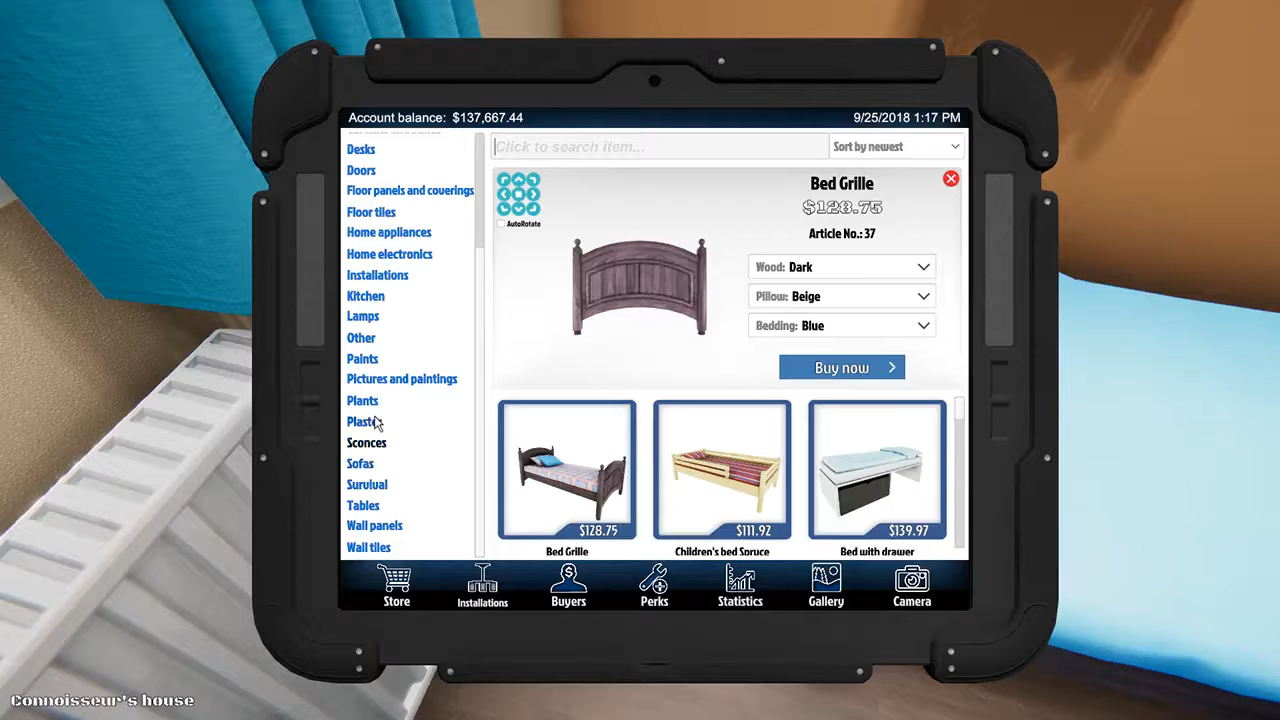 Account balance: $137,667.44
9/25/2018 1:17 PM
Click to search item...
Sort by newest
Desks
Doors
Floor panels and coverings
Floor tiles
Home appliances
Home electronics
Installations
Kitchen
Lamps
Other
Paints
Pictures and paintings
Plants
Sconces
Sofas
Survival
Tables
Wall panels
Wall tiles
AutoRotate
Bed Grille
$128.75
Article No.: 37
Wood: Dark
Pillow: Beige
Bedding: Blue
Buy now
$128.75
$111.92
$139.97
Bed Grille
Children's bed Spruce
Bed with drawer
Store
Installations
Buyers
Perks
Statistics
Gallery
Camera
Connoisseur's house